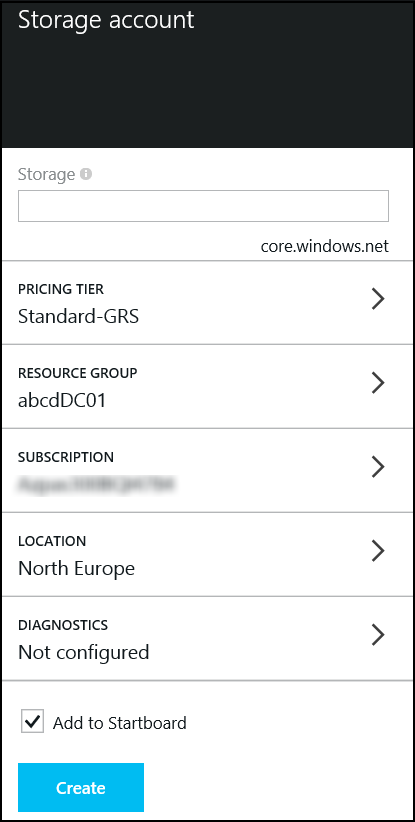 Storage account
Storage
core.windows.net
PRICING TIER
Standard-GRS
RESOURCE GROUP
abcdDC01
SUBSCRIPTION
LOCATION
North Europe
DIAGNOSTICS
Not configured
Add to Startboard
Create